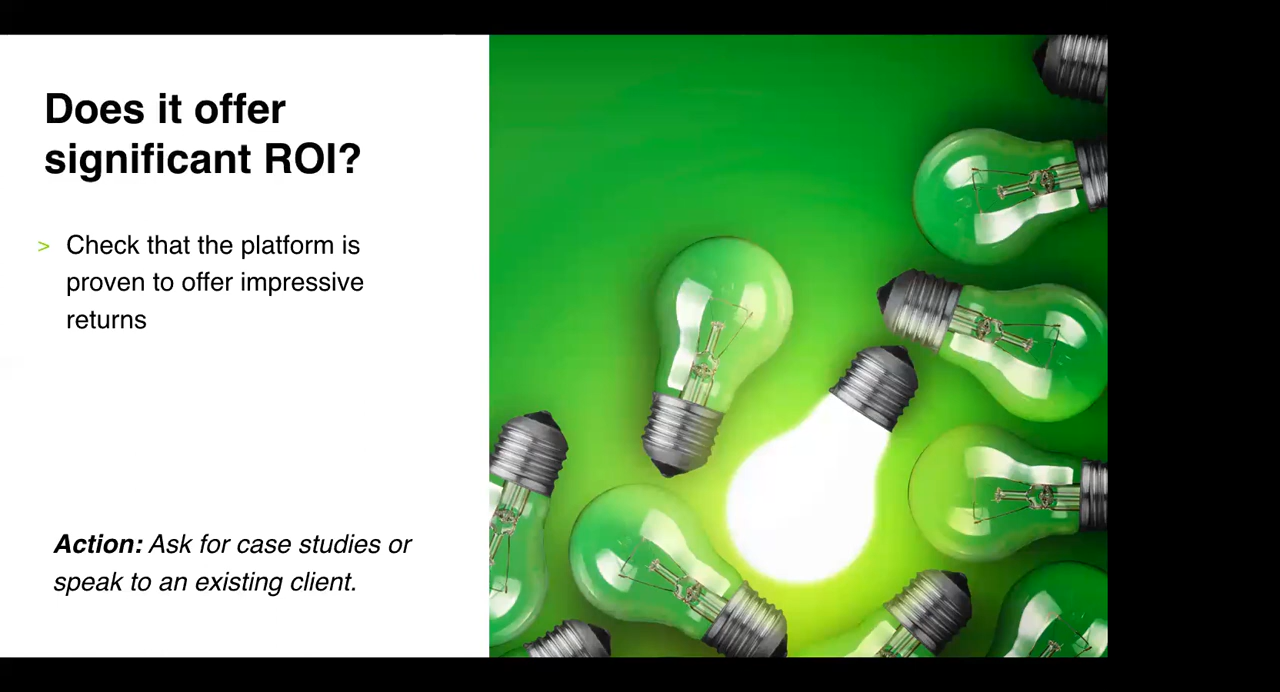 Does it offer
significant ROI?
> Check that the platform is
proven to offer impressive
returns
Action: Ask for case studies or
speak to an existing client.